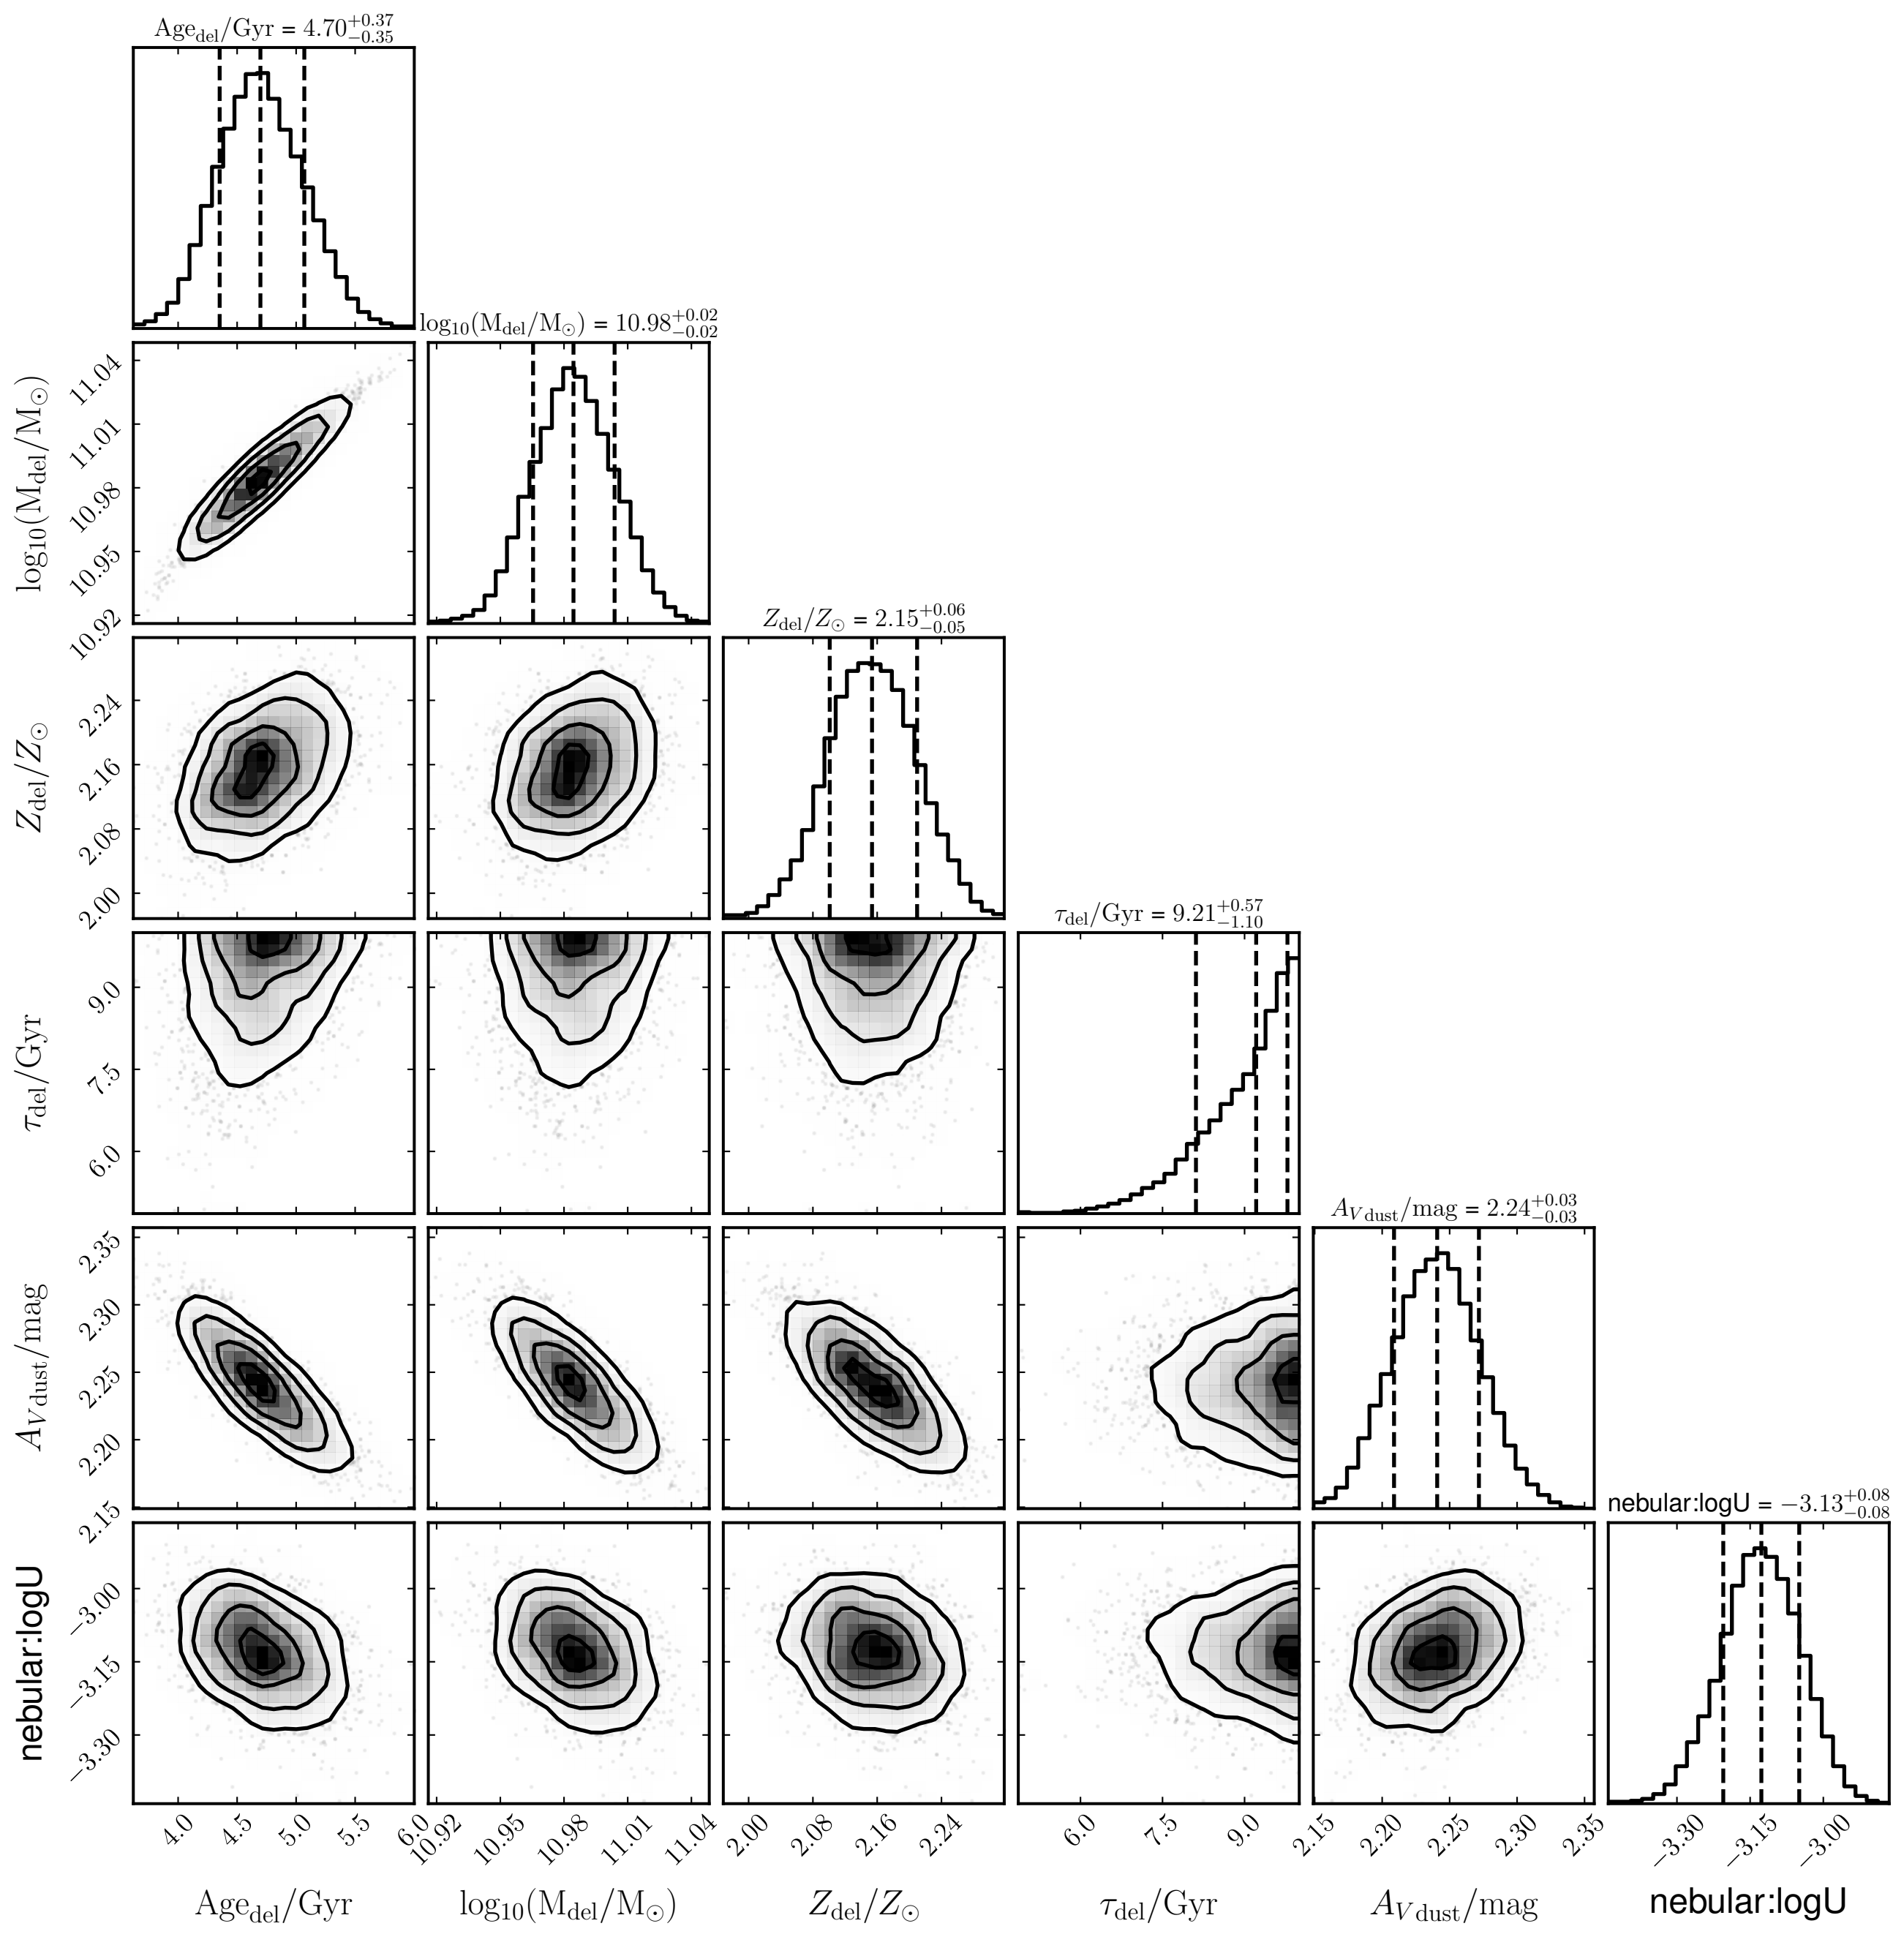 Age_del/Gyr = 4.70^{+0.37}_{−0.35}
log₁₀(M_del/M_⊙) = 10.98^{+0.02}_{−0.02}
log₁₀(M_del/M_⊙)
11.04
11.01
10.98
10.95
10.92
Z_del/Z_⊙ = 2.15^{+0.06}_{−0.05}
Z_del/Z_⊙
2.24
2.16
2.08
2.00
τ_del/Gyr = 9.21^{+0.57}_{−1.10}
τ_del/Gyr
9.0
7.5
6.0
A_{V dust}/mag = 2.24^{+0.03}_{−0.03}
A_{V dust}/mag
2.35
2.30
2.25
2.20
2.15
nebular:logU = −3.13^{+0.08}_{−0.08}
nebular:logU
−3.00
−3.15
−3.30
4.0 4.5 5.0 5.5 6.0 10.92 10.95 10.98 11.01 11.04 2.00 2.08 2.16 2.24 6.0 7.5 9.0 2.15 2.20 2.25 2.30 2.35 −3.30 −3.15 −3.00
Age_del/Gyr log₁₀(M_del/M_⊙) Z_del/Z_⊙ τ_del/Gyr A_{V dust}/mag nebular:logU